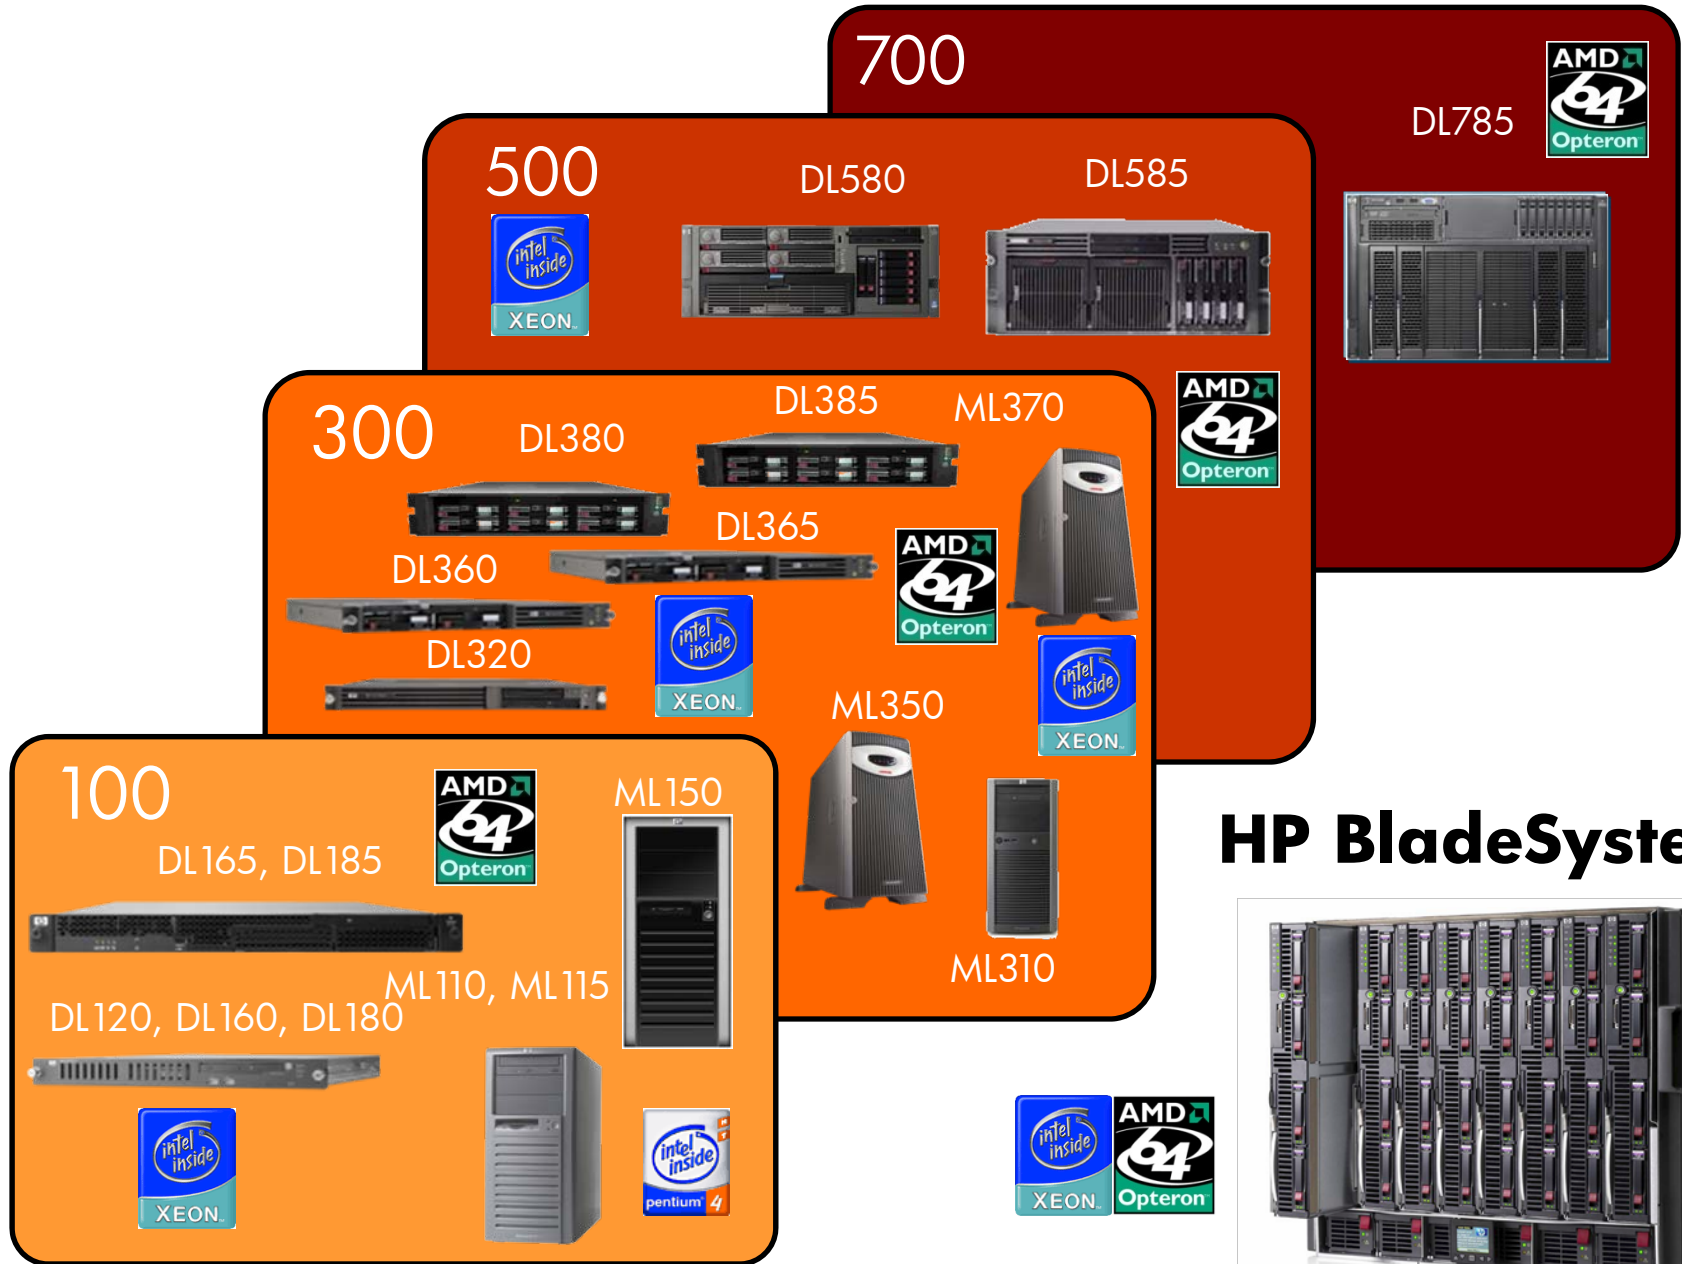 700
AMD
64
Opteron
DL785
500
DL580
DL585
intel
inside
XEON
AMD
64
Opteron
300
DL380
DL385
ML370
DL365
DL360
AMD
64
Opteron
intel
inside
XEON
DL320
intel
inside
XEON
ML350
ML310
100
AMD
64
Opteron
ML150
DL165, DL185
ML110, ML115
DL120, DL160, DL180
intel
inside
XEON
intel
inside
pentium 4
HP BladeSyste
intel
inside
XEON
AMD
64
Opteron